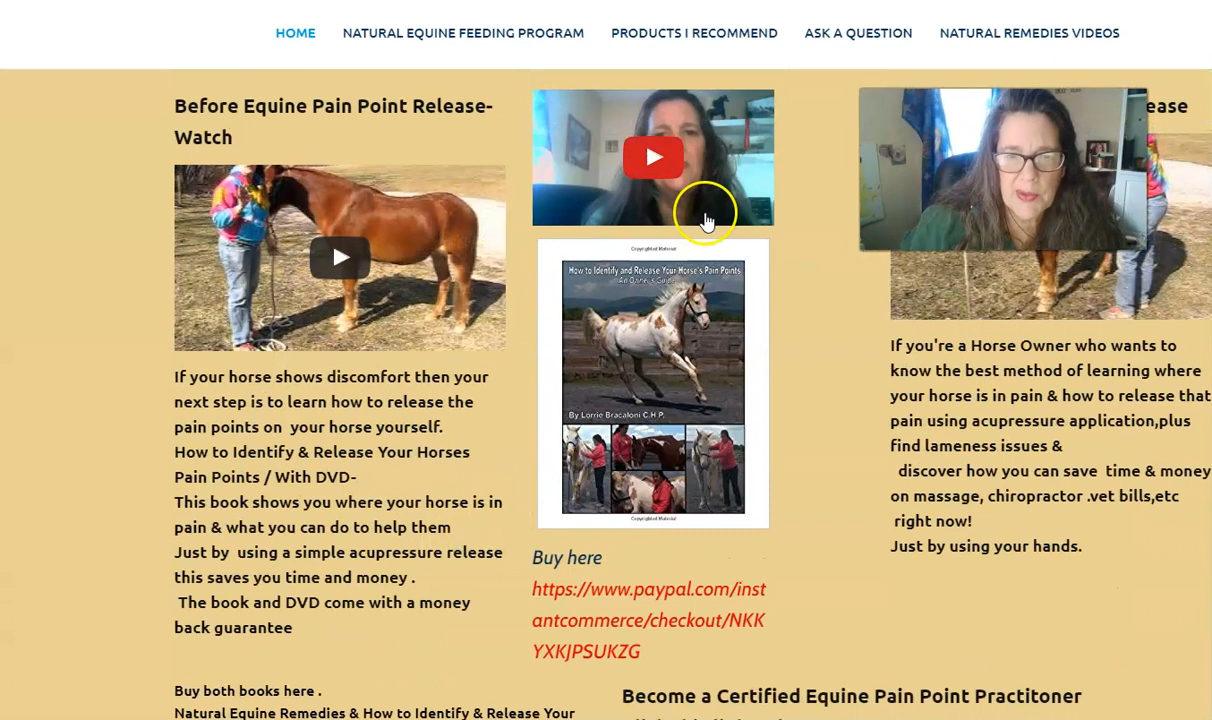 HOME
NATURAL EQUINE FEEDING PROGRAM
PRODUCTS I RECOMMEND
ASK A QUESTION
NATURAL REMEDIES VIDEOS
Before Equine Pain Point Release-
Watch
If your horse shows discomfort then your
next step is to learn how to release the
pain points on your horse yourself.
How to Identify & Release Your Horses
Pain Points / With DVD-
This book shows you where your horse is in
pain & what you can do to help them
Just by using a simple acupressure release
this saves you time and money .
The book and DVD come with a money
back guarantee
Buy both books here .
Natural Equine Remedies & How to Identify & Release Your
Copyrighted Material
How to Identify and Release Your Horse's Pain Points
An Owner's Guide
By Lorrie Bracaloni C.H.P.
Copyrighted Material
Buy here
https://www.paypal.com/inst
antcommerce/checkout/NKK
YXKJPSUKZG
ease
If you're a Horse Owner who wants to
know the best method of learning where
your horse is in pain & how to release that
pain using acupressure application,plus
find lameness issues &
discover how you can save time & money
on massage, chiropractor .vet bills,etc
right now!
Just by using your hands.
Become a Certified Equine Pain Point Practitoner